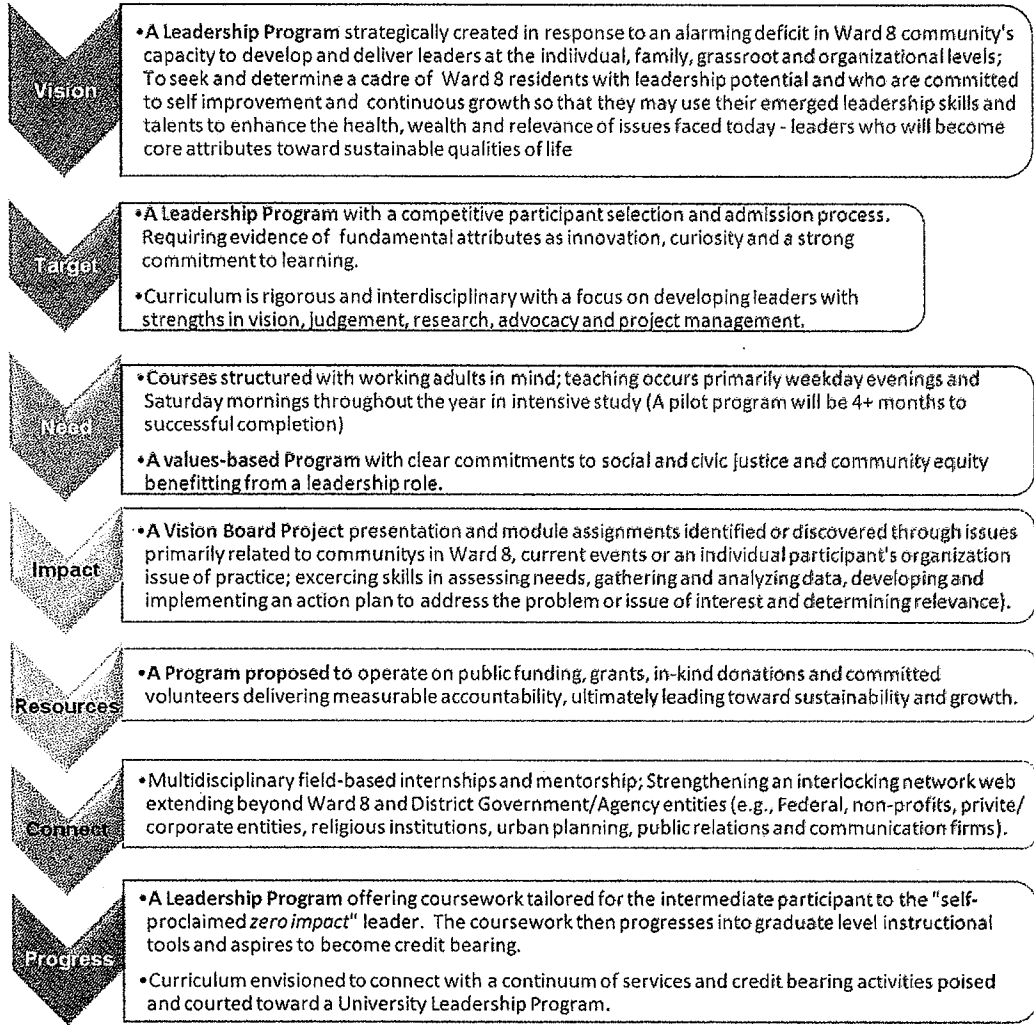 Vision
•A Leadership Program strategically created in response to an alarming deficit in Ward 8 community's
capacity to develop and deliver leaders at the indiivdual, family, grassroot and organizational levels;
To seek and determine a cadre of Ward 8 residents with leadership potential and who are committed
to self improvement and continuous growth so that they may use their emerged leadership skills and
talents to enhance the health, wealth and relevance of issues faced today - leaders who will become
core attributes toward sustainable qualities of life
Target
•A Leadership Program with a competitive participant selection and admission process.
Requiring evidence of fundamental attributes as innovation, curiosity and a strong
commitment to learning.
•Curriculum is rigorous and interdisciplinary with a focus on developing leaders with
strengths in vision, judgement, research, advocacy and project management.
Need
•Courses structured with working adults in mind; teaching occurs primarily weekday evenings and
Saturday mornings throughout the year in intensive study (A pilot program will be 4+ months to
successful completion)
•A values-based Program with clear commitments to social and civic justice and community equity
benefitting from a leadership role.
Impact
•A Vision Board Project presentation and module assignments identified or discovered through issues
primarily related to communitys in Ward 8, current events or an individual participant's organization
issue of practice; excercing skills in assessing needs, gathering and analyzing data, developing and
implementing an action plan to address the problem or issue of interest and determining relevance).
Resources
•A Program proposed to operate on public funding, grants, in-kind donations and committed
volunteers delivering measurable accountability, ultimately leading toward sustainability and growth.
Connect
•Multidisciplinary field-based internships and mentorship; Strengthening an interlocking network web
extending beyond Ward 8 and District Government/Agency entities (e.g., Federal, non-profits, privite/
corporate entities, religious institutions, urban planning, public relations and communication firms).
Progress
•A Leadership Program offering coursework tailored for the intermediate participant to the "self-
proclaimed zero impact" leader. The coursework then progresses into graduate level instructional
tools and aspires to become credit bearing.
•Curriculum envisioned to connect with a continuum of services and credit bearing activities poised
and courted toward a University Leadership Program.